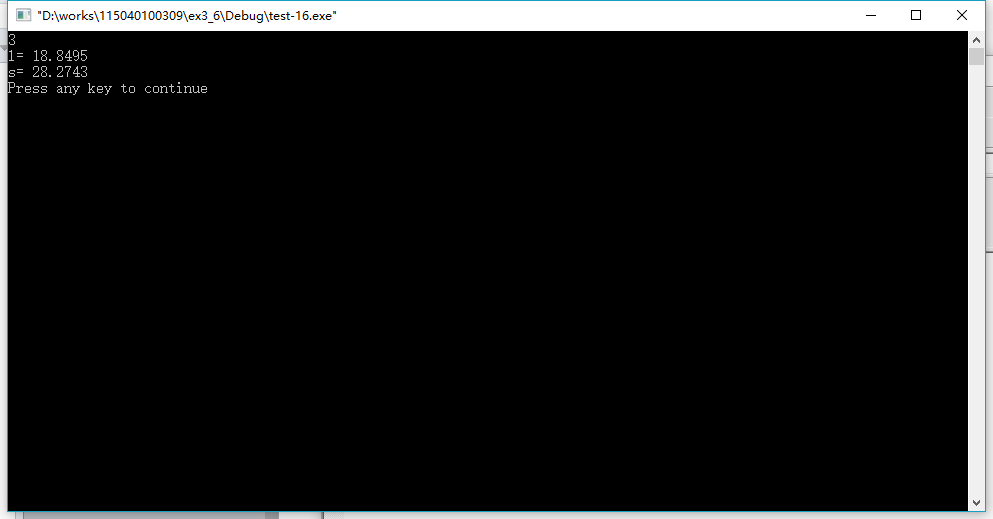 "D:\works\115040100309\ex3_6\Debug\test-16.exe"
3
l= 18.8495
s= 28.2743
Press any key to continue